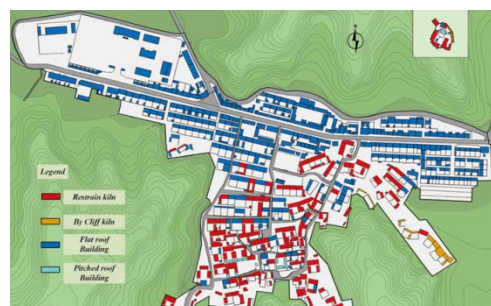 Legend
Restrain kiln
By Cliff kiln
Flat roof
Building
Pitched roof
Building